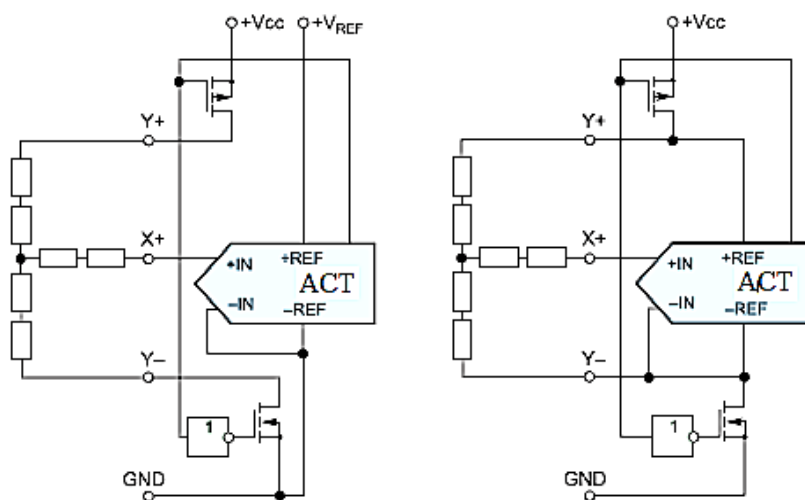 +Vcc
+VREF
Y+
X+
+IN
+REF
ACT
−IN
−REF
Y−
1
GND
+Vcc
Y+
X+
+IN
+REF
ACT
−IN
−REF
Y−
1
GND